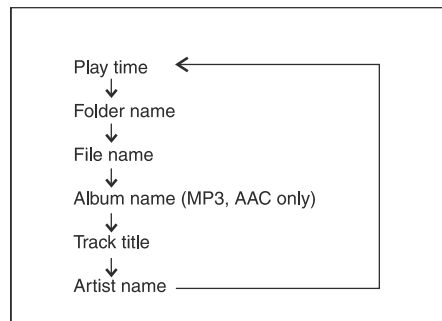 Play time
Folder name
File name
Album name (MP3, AAC only)
Track title
Artist name